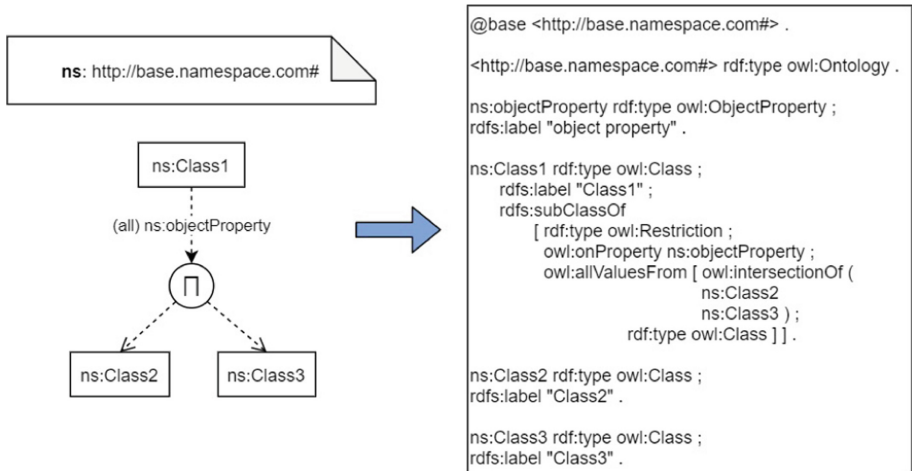 ns: http://base.namespace.com#
ns:Class1
(all) ns:objectProperty
∏
ns:Class2
ns:Class3
@base <http://base.namespace.com#> .
<http://base.namespace.com#> rdf:type owl:Ontology .
ns:objectProperty rdf:type owl:ObjectProperty ;
rdfs:label "object property" .
ns:Class1 rdf:type owl:Class ;
rdfs:label "Class1" ;
rdfs:subClassOf
[ rdf:type owl:Restriction ;
owl:onProperty ns:objectProperty ;
owl:allValuesFrom [ owl:intersectionOf (
ns:Class2
ns:Class3 ) ;
rdf:type owl:Class ] ] .
ns:Class2 rdf:type owl:Class ;
rdfs:label "Class2" .
ns:Class3 rdf:type owl:Class ;
rdfs:label "Class3" .